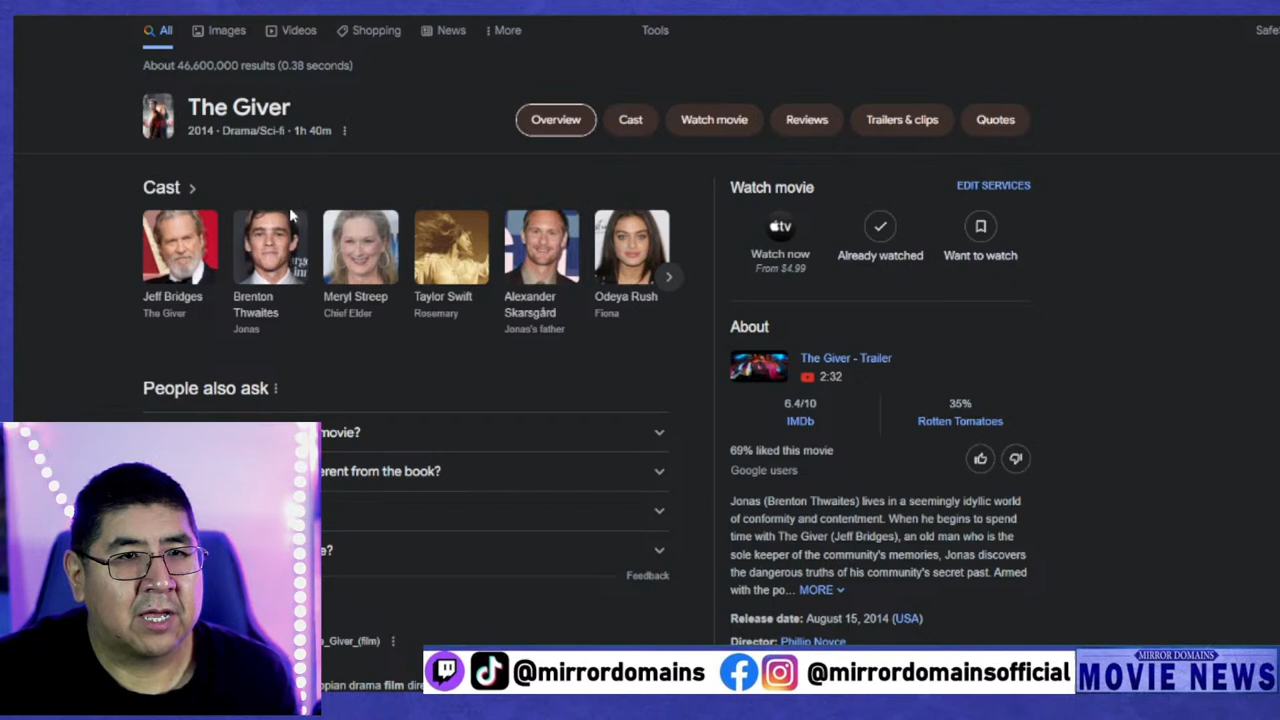 All Images Videos Shopping News More Tools Safe
About 46,600,000 results (0.38 seconds)
The Giver
2014 · Drama/Sci-fi · 1h 40m
Overview Cast Watch movie Reviews Trailers & clips Quotes
Cast
Jeff Bridges
The Giver
Brenton
Thwaites
Jonas
Meryl Streep
Chief Elder
Taylor Swift
Rosemary
Alexander
Skarsgård
Jonas's father
Odeya Rush
Fiona
People also ask
movie?
erent from the book?
e?
Feedback
e_Giver_(film)
opian drama film dire
Watch movie
EDIT SERVICES
tv
Watch now
From $4.99
Already watched
Want to watch
About
The Giver - Trailer
2:32
6.4/10
IMDb
35%
Rotten Tomatoes
69% liked this movie
Google users
Jonas (Brenton Thwaites) lives in a seemingly idyllic world
of conformity and contentment. When he begins to spend
time with The Giver (Jeff Bridges), an old man who is the
sole keeper of the community's memories, Jonas discovers
the dangerous truths of his community's secret past. Armed
with the po... MORE
Release date: August 15, 2014 (USA)
Director: Phillip Noyce
@mirrordomains @mirrordomainsofficial
MIRROR DOMAINS
MOVIE NEWS